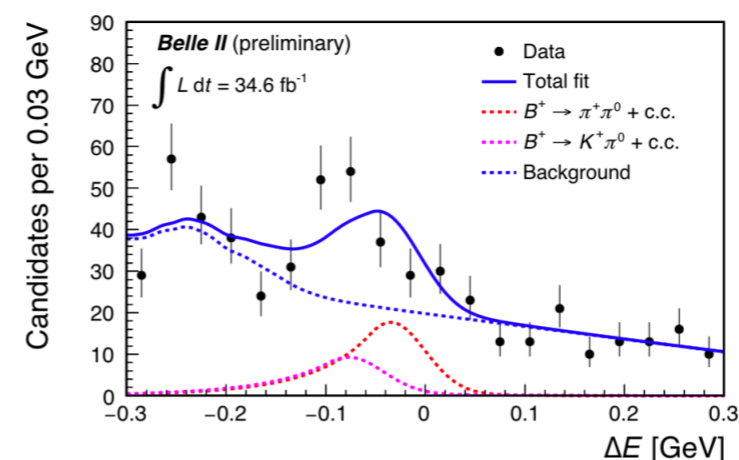 Candidates per 0.03 GeV
90
80
70
60
50
40
30
20
10
0
Belle II (preliminary)
∫ L dt = 34.6 fb⁻¹
Data
Total fit
B⁺ → π⁺π⁰ + c.c.
B⁺ → K⁺π⁰ + c.c.
Background
−0.3 −0.2 −0.1 0 0.1 0.2 0.3
ΔE [GeV]